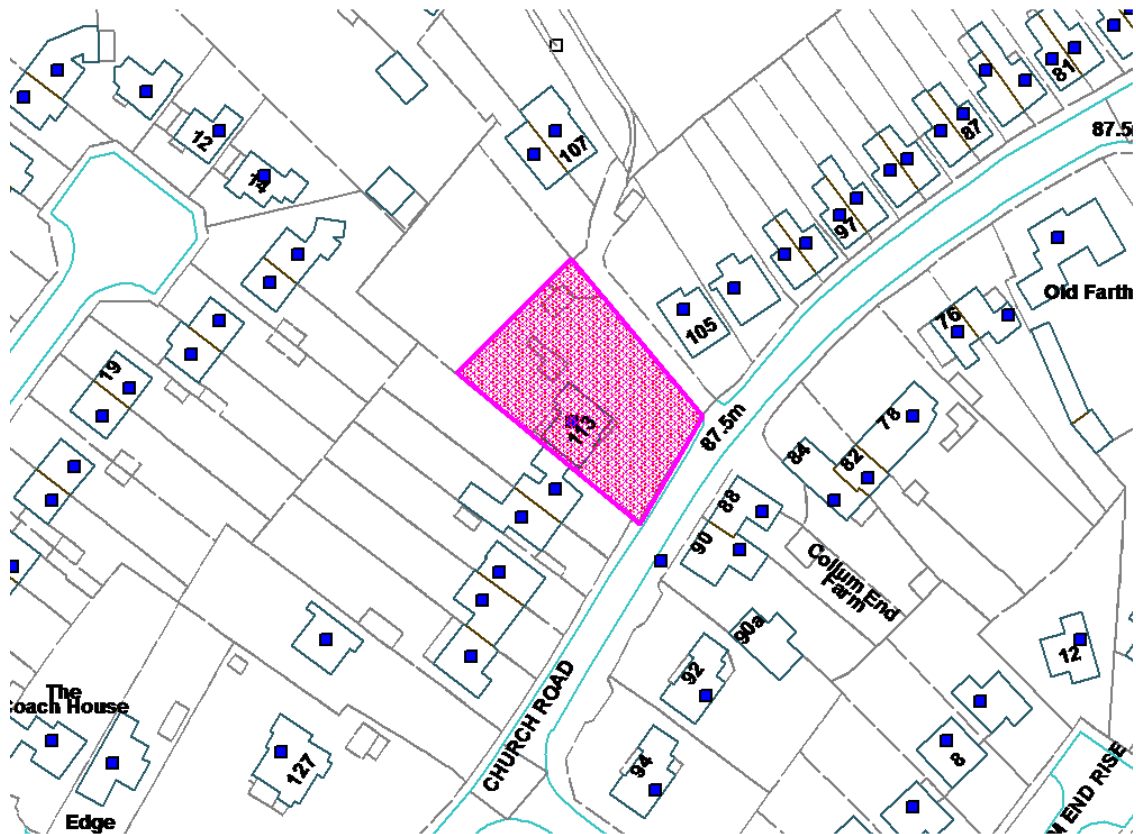 81
87
87.5
12
107
14
97
Old Farth
105
76
19
87.5m
78
113
84
82
88
90
Collum End
Farm
90a
12
92
The
Coach House
CHURCH ROAD
94
127
8
M END RISE
Edge